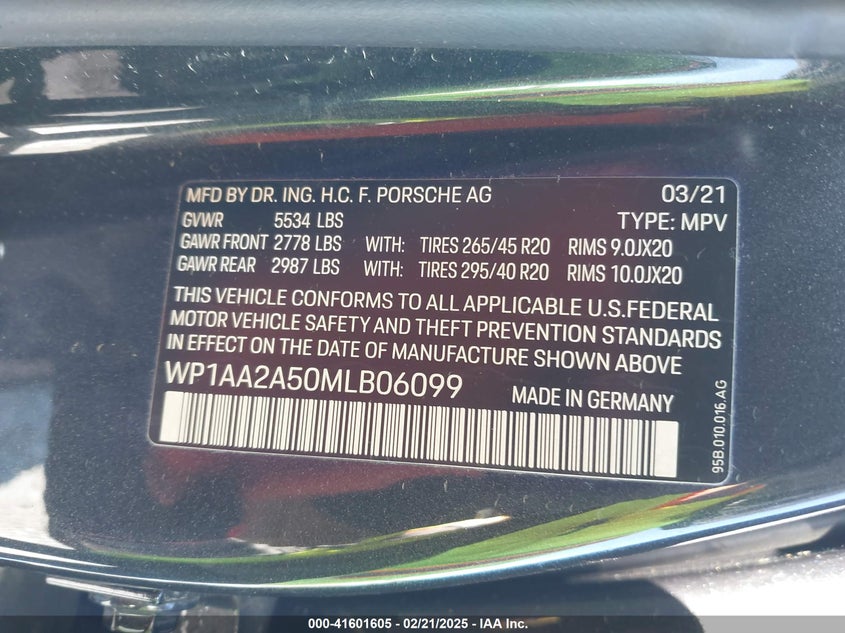 MFD BY DR. ING. H.C. F. PORSCHE AG 03/21
GVWR 5534 LBS TYPE: MPV
GAWR FRONT 2778 LBS WITH: TIRES 265/45 R20 RIMS 9.0JX20
GAWR REAR 2987 LBS WITH: TIRES 295/40 R20 RIMS 10.0JX20
THIS VEHICLE CONFORMS TO ALL APPLICABLE U.S.FEDERAL
MOTOR VEHICLE SAFETY AND THEFT PREVENTION STANDARDS
IN EFFECT ON THE DATE OF MANUFACTURE SHOWN ABOVE
WP1AA2A50MLB06099 MADE IN GERMANY
95B.010.016.AG
000-41601605 - 02/21/2025 - IAA Inc.